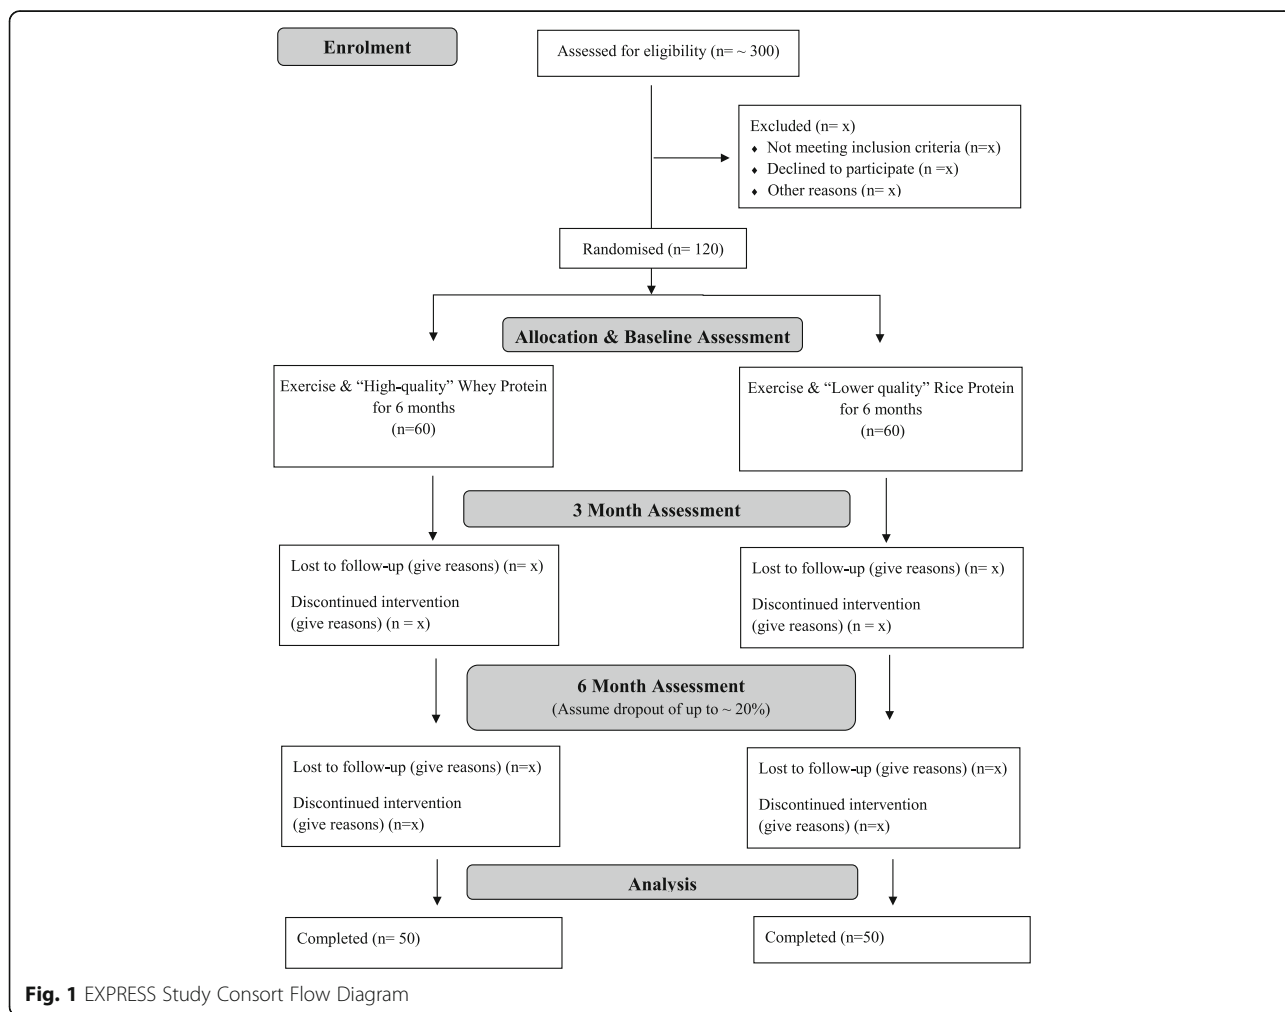 Enrolment
Assessed for eligibility (n= ~ 300)
Excluded (n= x)
♦ Not meeting inclusion criteria (n=x)
♦ Declined to participate (n =x)
♦ Other reasons (n= x)
Randomised (n= 120)
Allocation & Baseline Assessment
Exercise & “High-quality” Whey Protein
for 6 months
(n=60)
Exercise & “Lower quality” Rice Protein
for 6 months
(n=60)
3 Month Assessment
Lost to follow-up (give reasons) (n= x)
Discontinued intervention
(give reasons) (n = x)
Lost to follow-up (give reasons) (n= x)
Discontinued intervention
(give reasons) (n = x)
6 Month Assessment
(Assume dropout of up to ~ 20%)
Lost to follow-up (give reasons) (n=x)
Discontinued intervention
(give reasons) (n=x)
Lost to follow-up (give reasons) (n=x)
Discontinued intervention
(give reasons) (n=x)
Analysis
Completed (n= 50)
Completed (n=50)
Fig. 1 EXPRESS Study Consort Flow Diagram